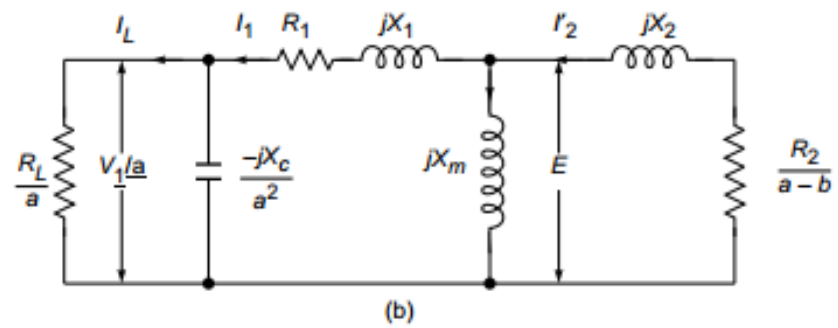 I_L I_1 R_1 jX_1 I'_2 jX_2
R_L/a V_1/a -jX_c/a^2 jX_m E R_2/(a – b)
(b)